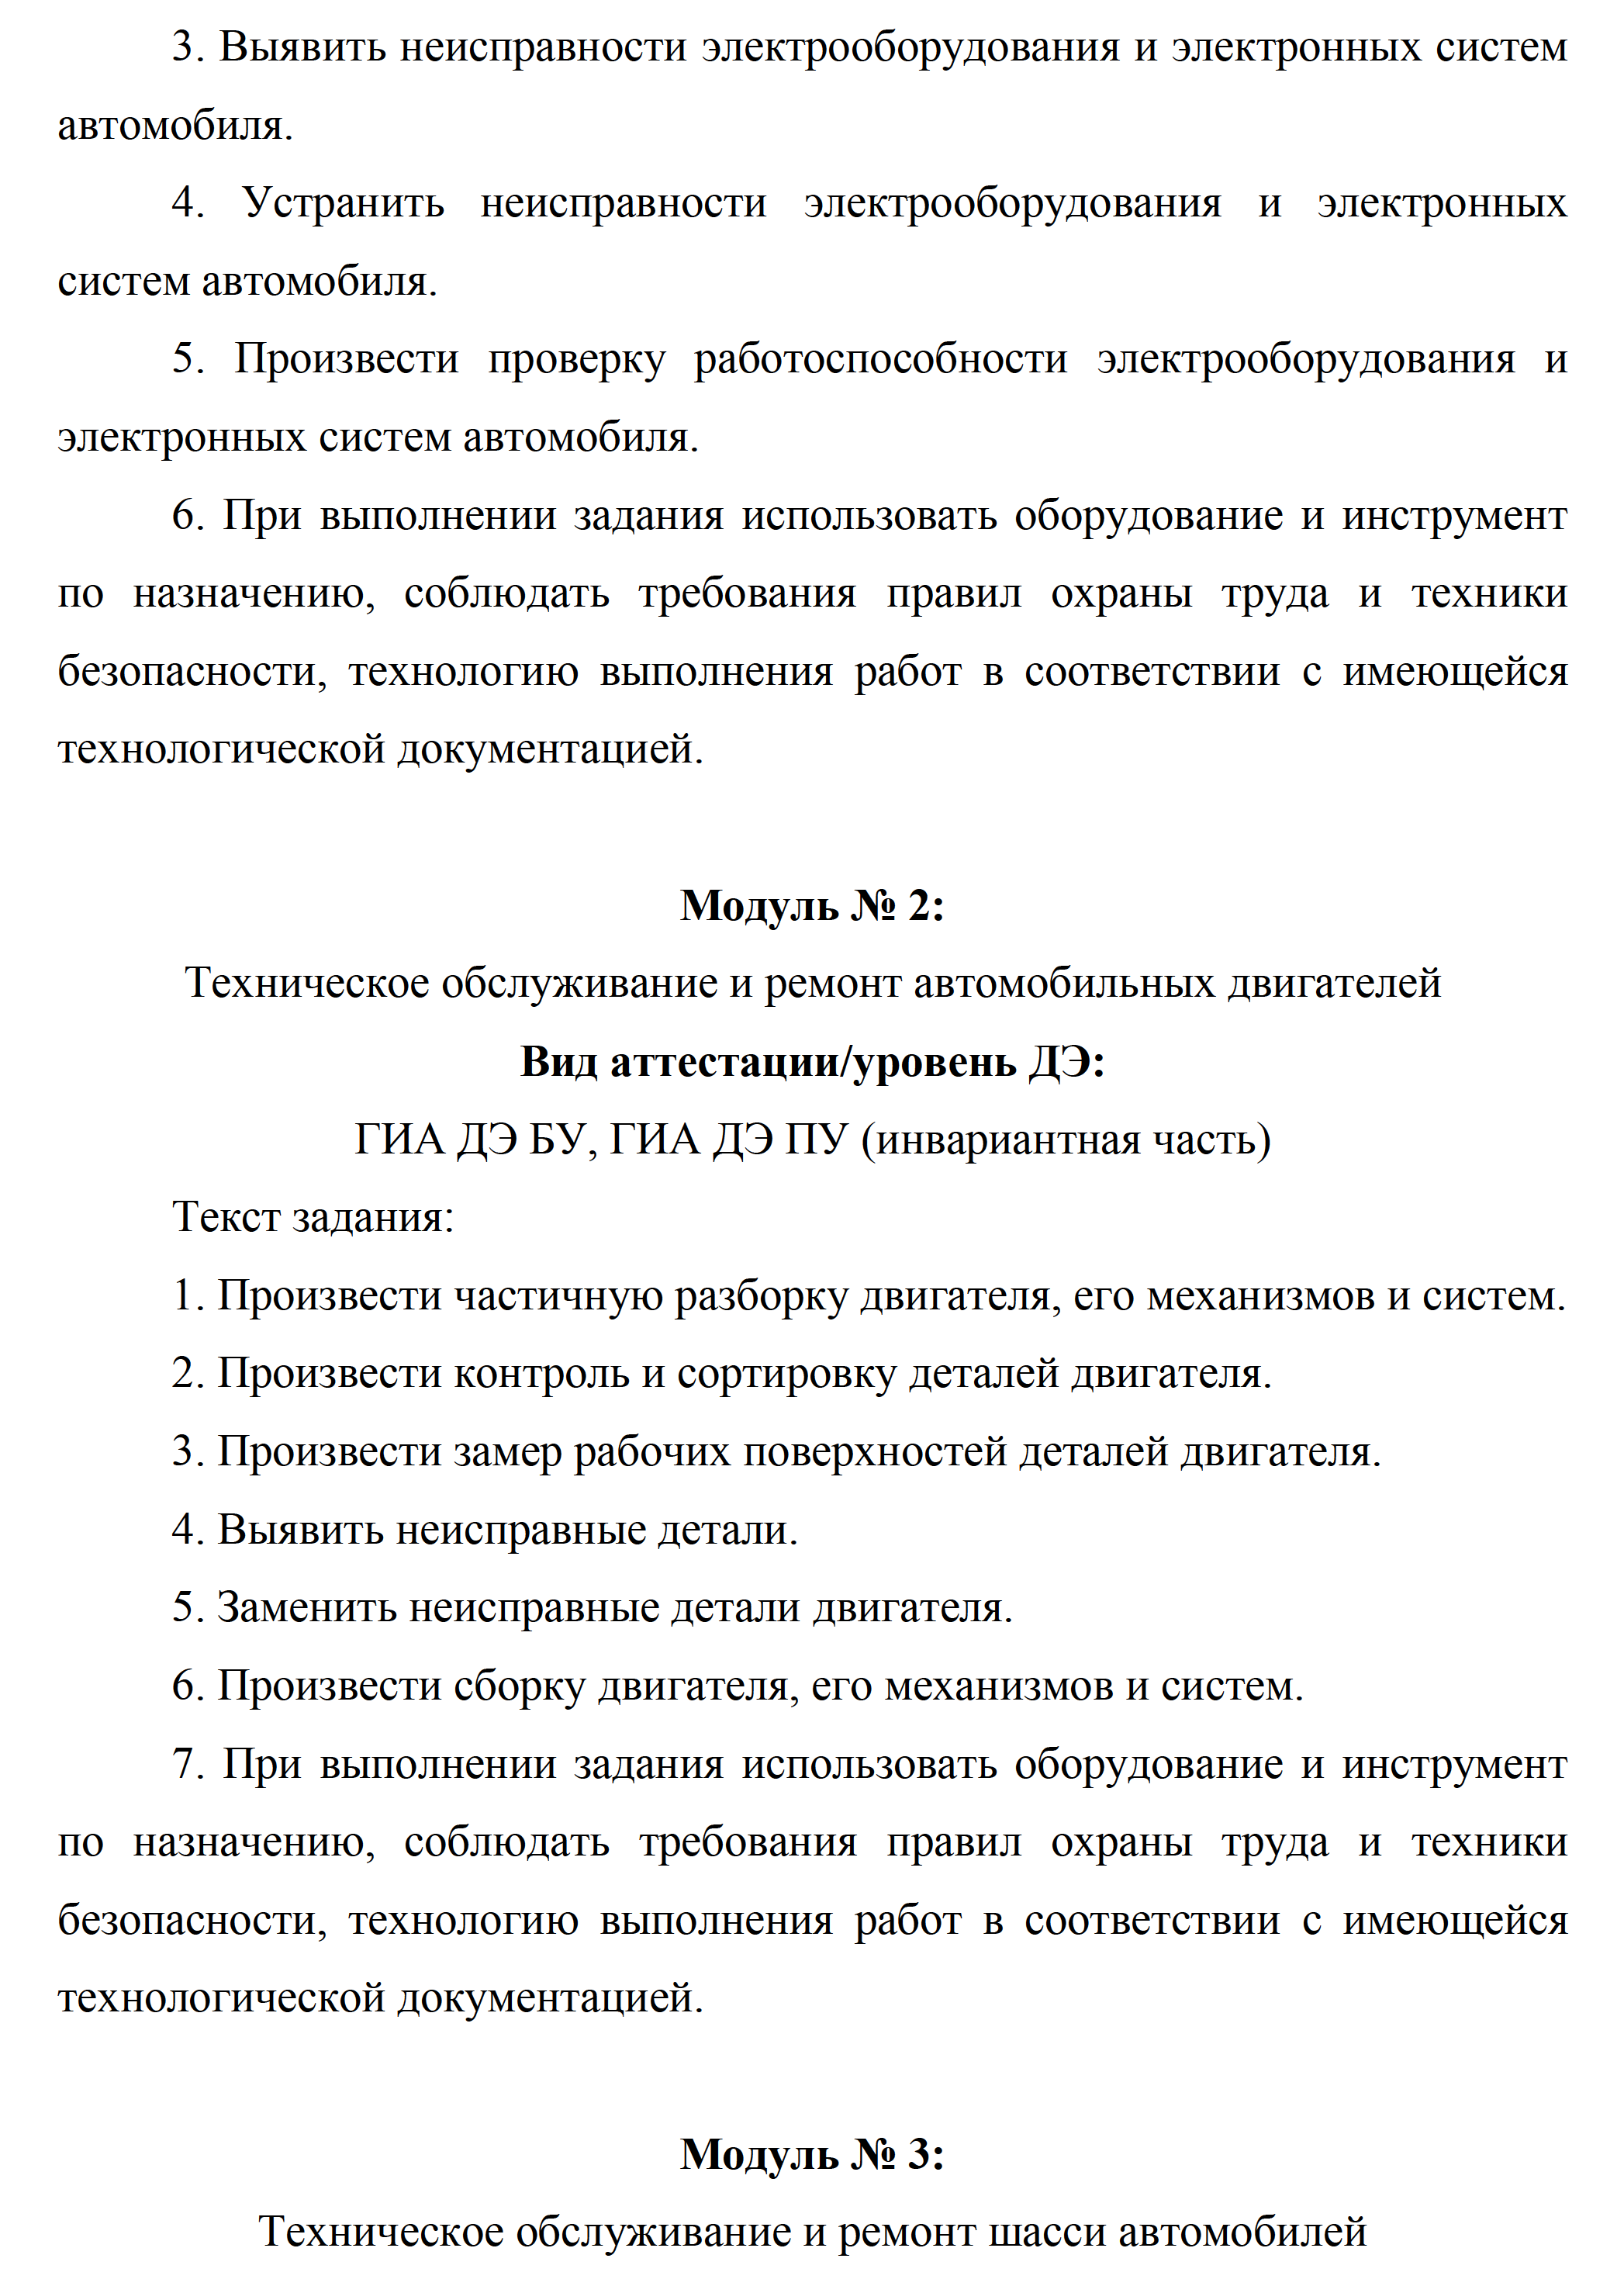 3. Выявить неисправности электрооборудования и электронных систем
автомобиля.
4. Устранить неисправности электрооборудования и электронных
систем автомобиля.
5. Произвести проверку работоспособности электрооборудования и
электронных систем автомобиля.
6. При выполнении задания использовать оборудование и инструмент
по назначению, соблюдать требования правил охраны труда и техники
безопасности, технологию выполнения работ в соответствии с имеющейся
технологической документацией.
Модуль № 2:
Техническое обслуживание и ремонт автомобильных двигателей
Вид аттестации/уровень ДЭ:
ГИА ДЭ БУ, ГИА ДЭ ПУ (инвариантная часть)
Текст задания:
1. Произвести частичную разборку двигателя, его механизмов и систем.
2. Произвести контроль и сортировку деталей двигателя.
3. Произвести замер рабочих поверхностей деталей двигателя.
4. Выявить неисправные детали.
5. Заменить неисправные детали двигателя.
6. Произвести сборку двигателя, его механизмов и систем.
7. При выполнении задания использовать оборудование и инструмент
по назначению, соблюдать требования правил охраны труда и техники
безопасности, технологию выполнения работ в соответствии с имеющейся
технологической документацией.
Модуль № 3:
Техническое обслуживание и ремонт шасси автомобилей